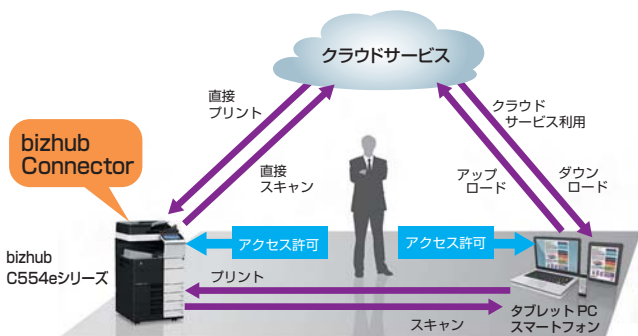 クラウドサービス
直接
プリント
クラウド
サービス利用
bizhub
Connector
直接
スキャン
アップ
ロード
ダウン
ロード
アクセス許可
アクセス許可
bizhub
C554eシリーズ
プリント
スキャン
タブレットPC
スマートフォン